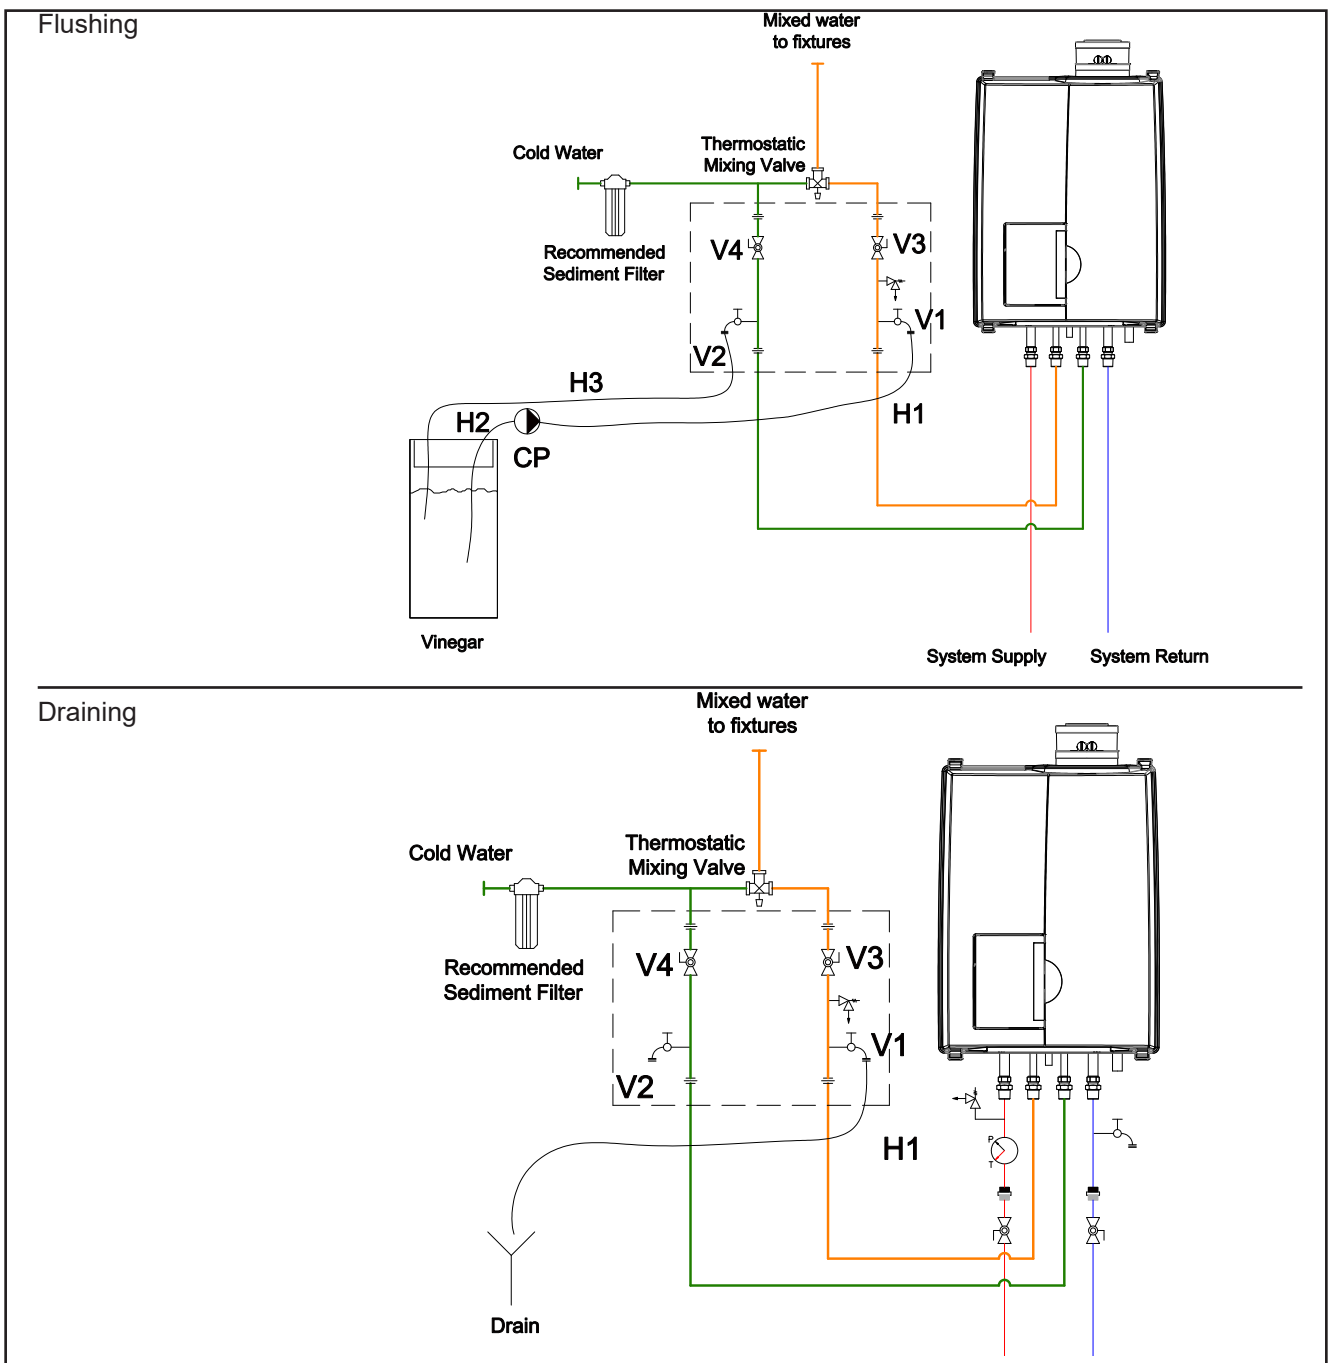 Flushing
Mixed water
to fixtures
Thermostatic
Mixing Valve
Cold Water
Recommended
Sediment Filter
V4
V3
V1
V2
H3
H2
H1
CP
Vinegar
System Supply
System Return
Draining
Mixed water
to fixtures
Thermostatic
Mixing Valve
Cold Water
Recommended
Sediment Filter
V4
V3
V1
V2
H1
P
T
Drain